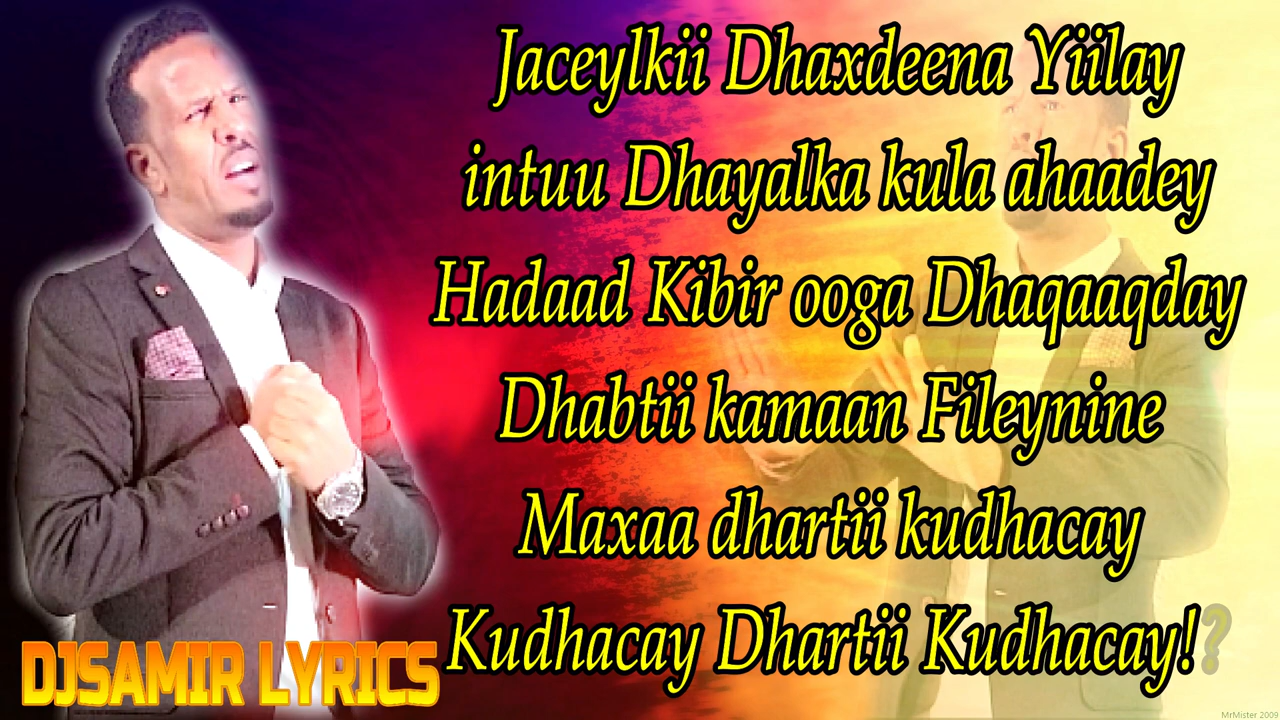 Jaceylkii Dhaxdeena Yiilay
intuu Dhayalka kula ahaadey
Hadaad Kibir ooga Dhaqaaqday
Dhabtii kamaan Fileynine
Maxaa dhartii kudhacay
Kudhacay Dhartii Kudhacay!?
DJSAMIR LYRICS
MrMister 2009